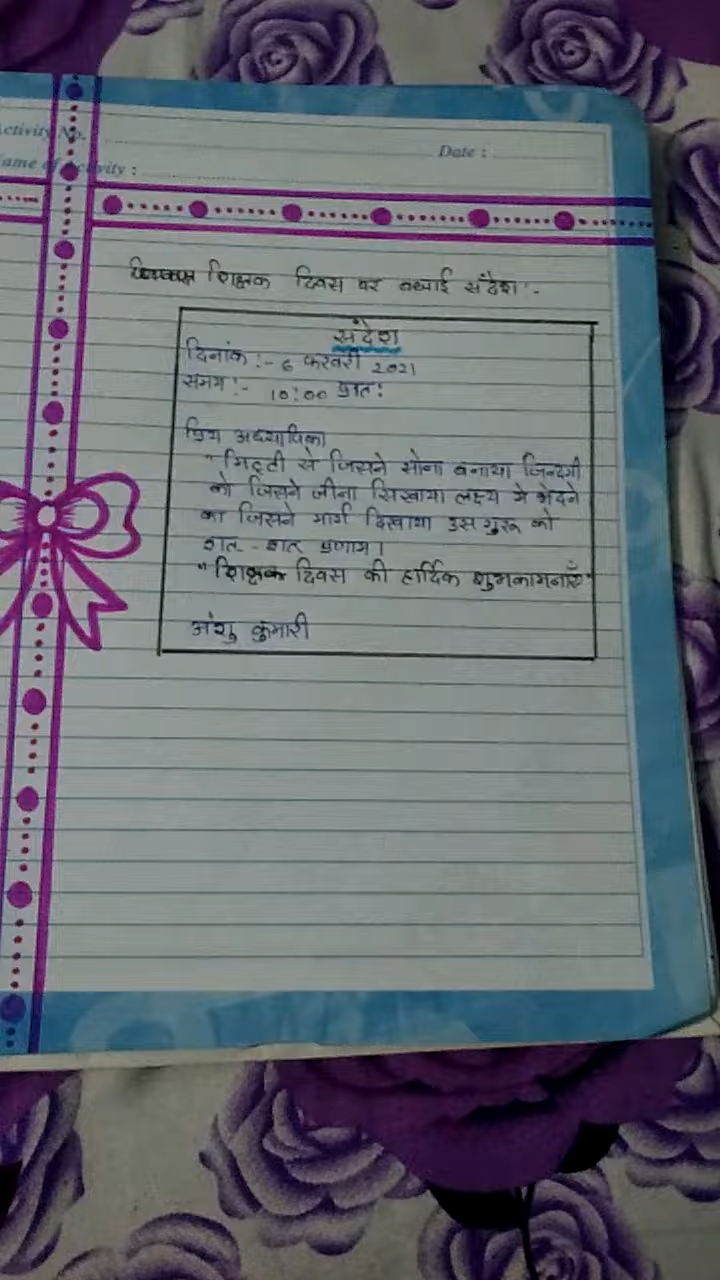 Activity No.
Date :
Name of Activity :
शिक्षक दिवस पर बधाई संदेश :-
संदेश
दिनांक :- 6 फरवरी 2021
समय :- 10:00 प्रात:
प्रिय अध्यापिका
"मिट्टी से जिसने सोना बनाया जिन्दगी
को जिसने जीना सिखाया लक्ष्य मे भेदने
का जिसने मार्ग दिखाया उस गुरू को
शत - शत प्रणाम।
"शिक्षक दिवस की हार्दिक शुभकामनाएँ"
अंशु कुमारी